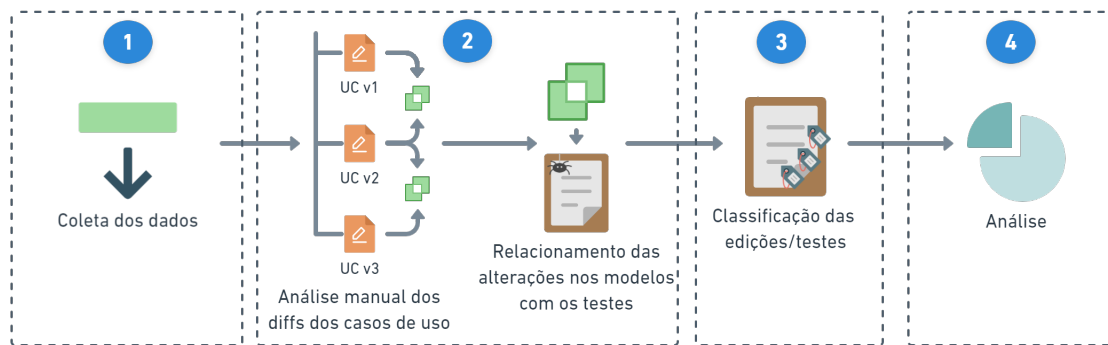 1
Coleta dos dados
2
UC v1
UC v2
UC v3
Análise manual dos
diffs dos casos de uso
Relacionamento das
alterações nos modelos
com os testes
3
Classificação das
edições/testes
4
Análise